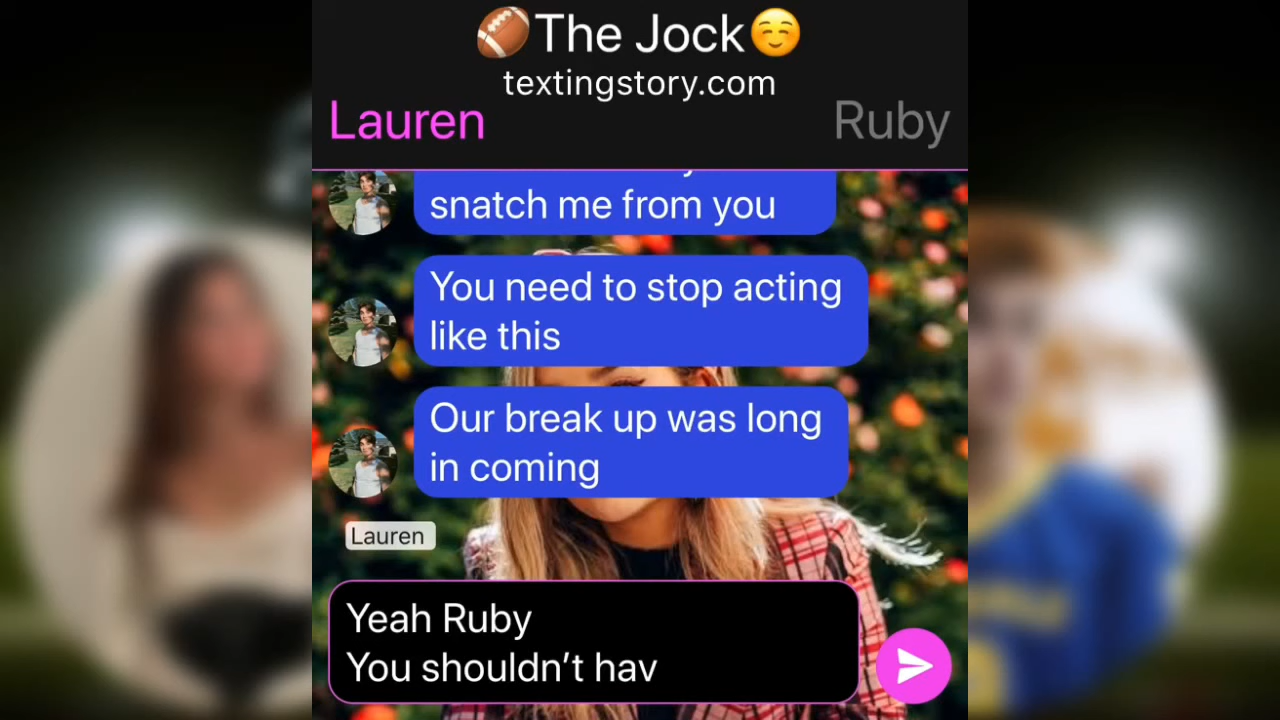 🏈The Jock☺️
textingstory.com
Lauren
Ruby
snatch me from you
You need to stop acting
like this
Our break up was long
in coming
Lauren
Yeah Ruby
You shouldn’t hav